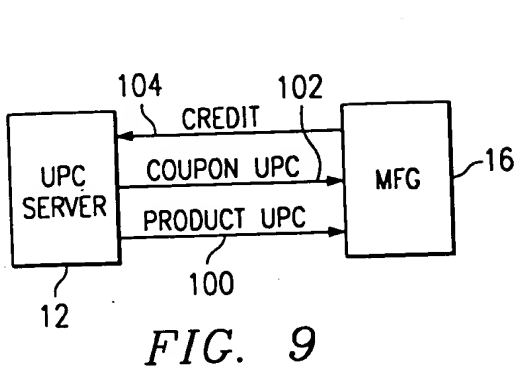 104
102
CREDIT
UPC
SERVER
COUPON UPC
MFG
16
PRODUCT UPC
100
12
FIG. 9